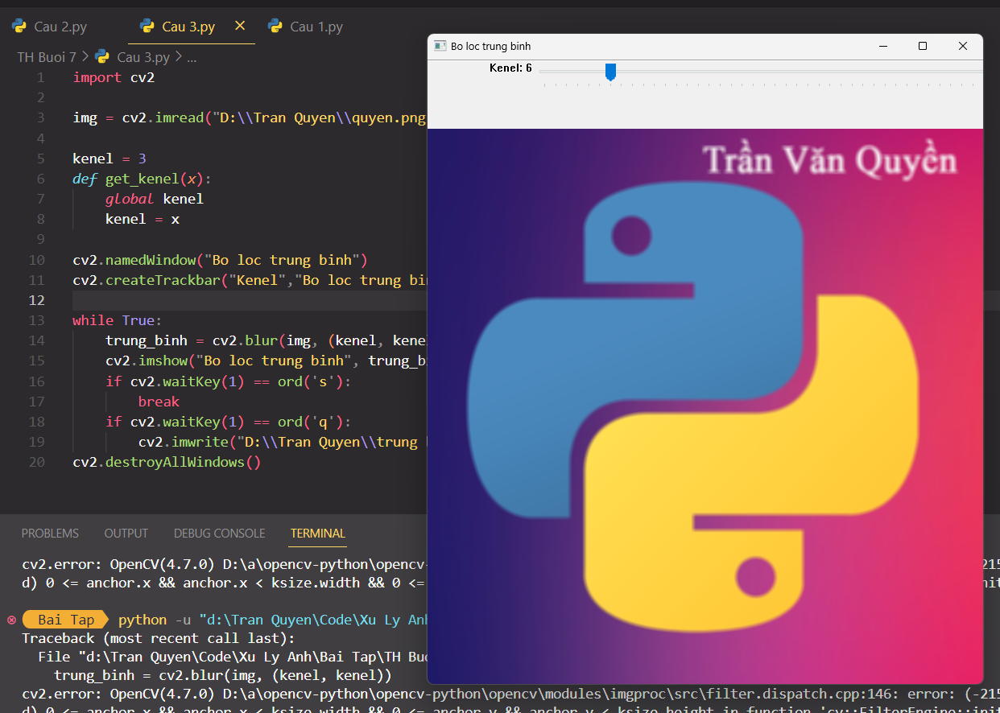 Cau 2.py
Cau 3.py
Cau 1.py
TH Buoi 7 > Cau 3.py > ...
1 import cv2
2
3 img = cv2.imread("D:\\Tran Quyen\\quyen.png
4
5 kenel = 3
6 def get_kenel(x):
7 global kenel
8 kenel = x
9
10 cv2.namedWindow("Bo loc trung binh")
11 cv2.createTrackbar("Kenel","Bo loc trung bi
12
13 while True:
14 trung_binh = cv2.blur(img, (kenel, kene
15 cv2.imshow("Bo loc trung binh", trung_b
16 if cv2.waitKey(1) == ord('s'):
17 break
18 if cv2.waitKey(1) == ord('q'):
19 cv2.imwrite("D:\\Tran Quyen\\trung
20 cv2.destroyAllWindows()
Bo loc trung binh
Kenel: 6
Trần Văn Quyền
PROBLEMS OUTPUT DEBUG CONSOLE TERMINAL
cv2.error: OpenCV(4.7.0) D:\a\opencv-python\opencv- 215
d) 0 <= anchor.x && anchor.x < ksize.width && 0 <= nit
Bai Tap python -u "d:\Tran Quyen\Code\Xu Ly Anh
Traceback (most recent call last):
File "d:\Tran Quyen\Code\Xu Ly Anh\Bai Tap\TH Buo
trung_binh = cv2.blur(img, (kenel, kenel))
cv2.error: OpenCV(4.7.0) D:\a\opencv-python\opencv-python\opencv\modules\imgproc\src\filter.dispatch.cpp:146: error: (-215
d) 0 <= anchor.x && anchor.x < ksize.width && 0 <= anchor.y && anchor.y < ksize.height in function 'cv::FilterEngine::init